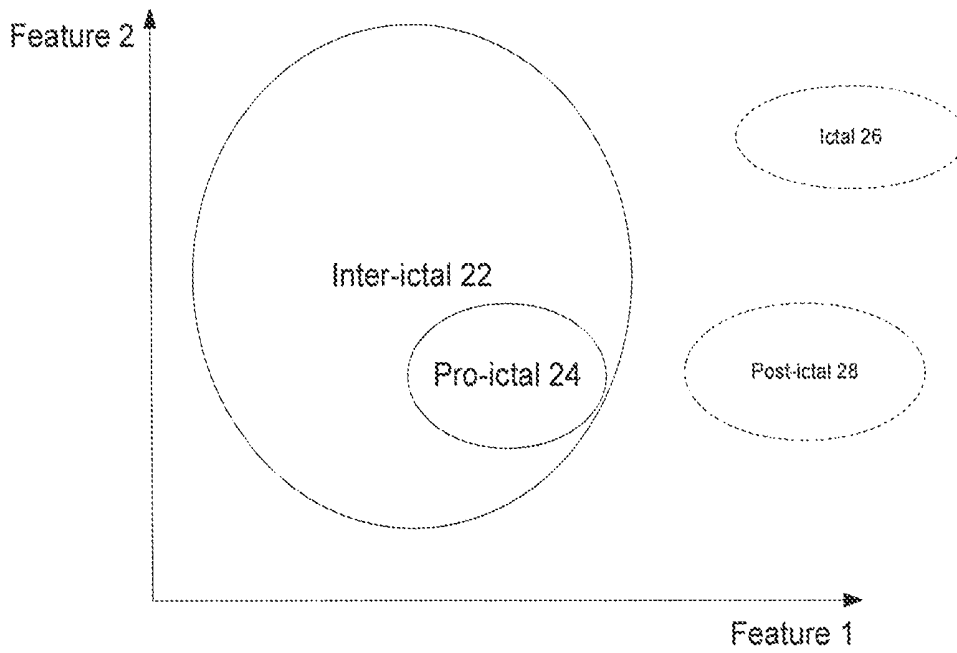 Feature 2
Ictal 26
Inter-ictal 22
Pro-ictal 24
Post-ictal 28
Feature 1